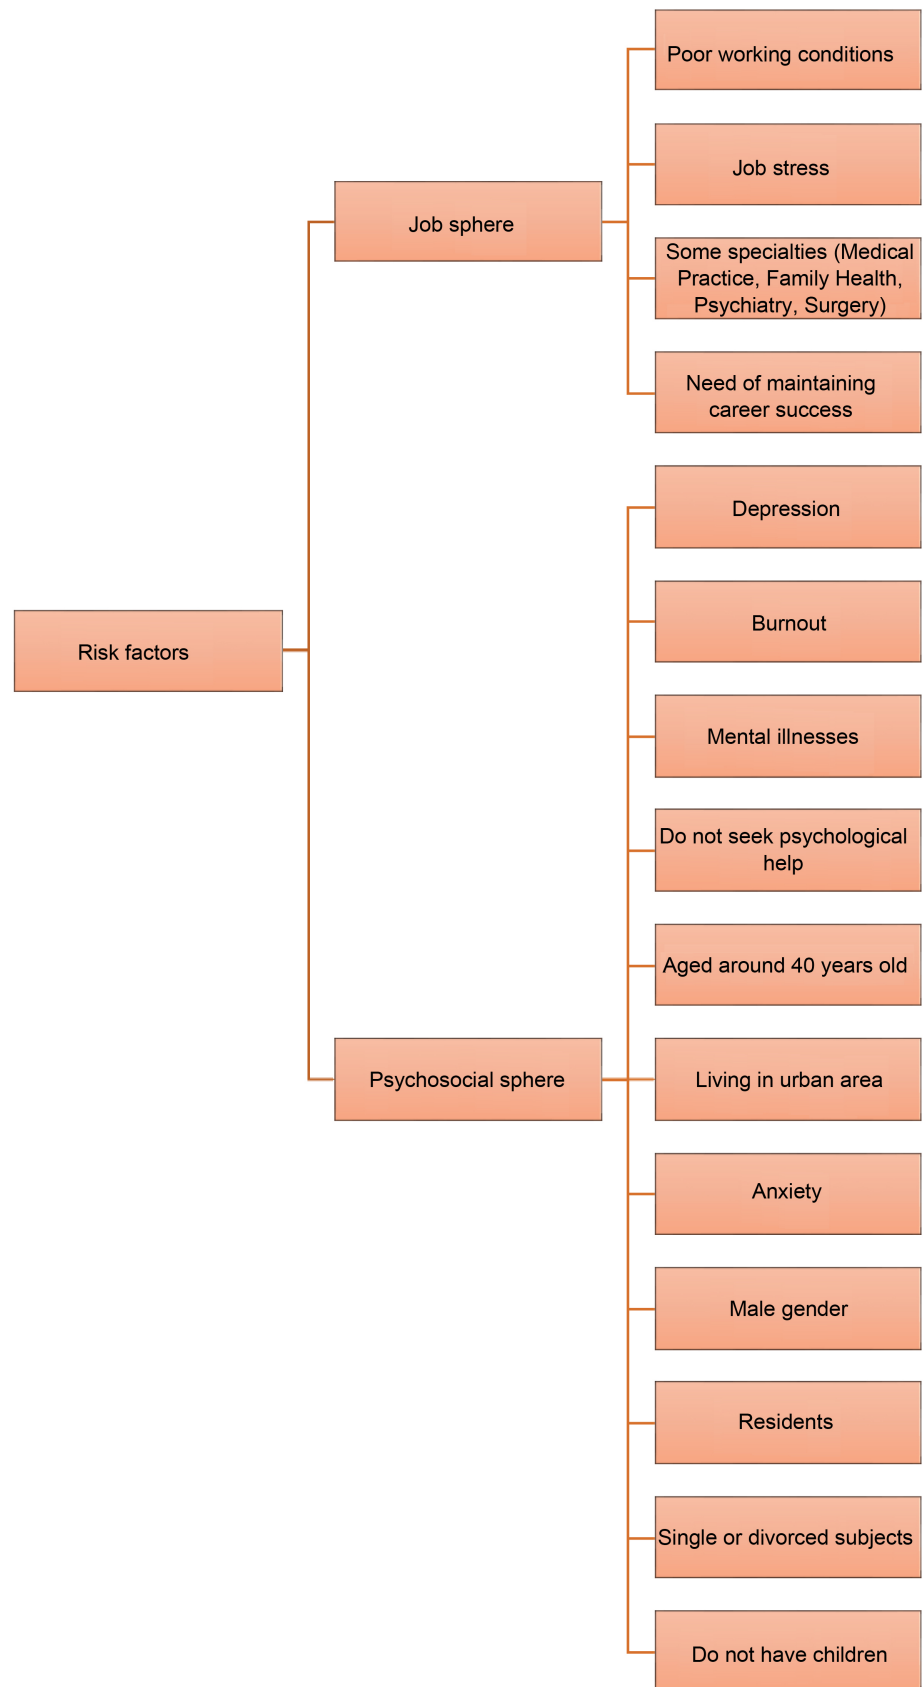 Risk factors
Job sphere
Poor working conditions
Job stress
Some specialties (Medical
Practice, Family Health,
Psychiatry, Surgery)
Need of maintaining
career success
Psychosocial sphere
Depression
Burnout
Mental illnesses
Do not seek psychological
help
Aged around 40 years old
Living in urban area
Anxiety
Male gender
Residents
Single or divorced subjects
Do not have children